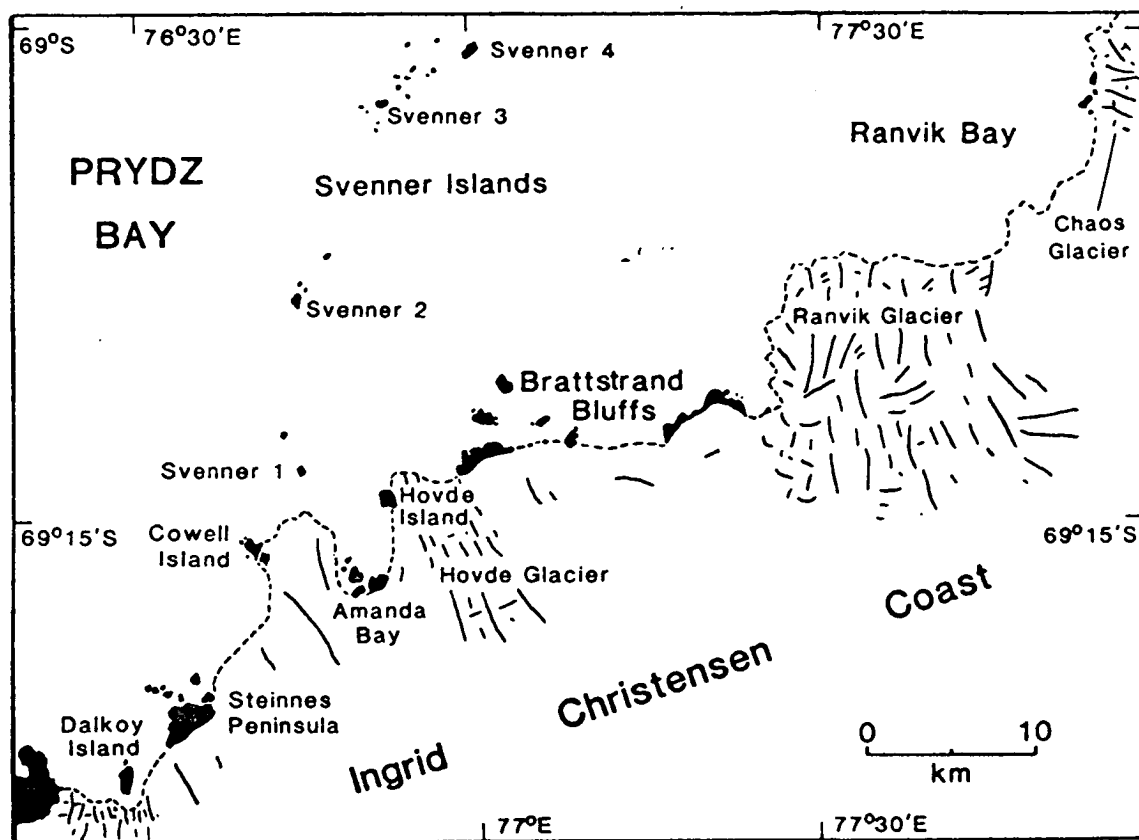 69°S
76°30'E
77°30'E
Svenner 4
Svenner 3
Ranvik Bay
PRYDZ
BAY
Svenner Islands
Chaos
Glacier
Svenner 2
Ranvik Glacier
Brattstrand
Bluffs
Svenner 1
Hovde
Island
69°15'S
Cowell
Island
69°15'S
Hovde Glacier
Amanda
Bay
Ingrid Christensen Coast
Steinnes
Peninsula
Dalkoy
Island
0 10
km
77°E
77°30'E